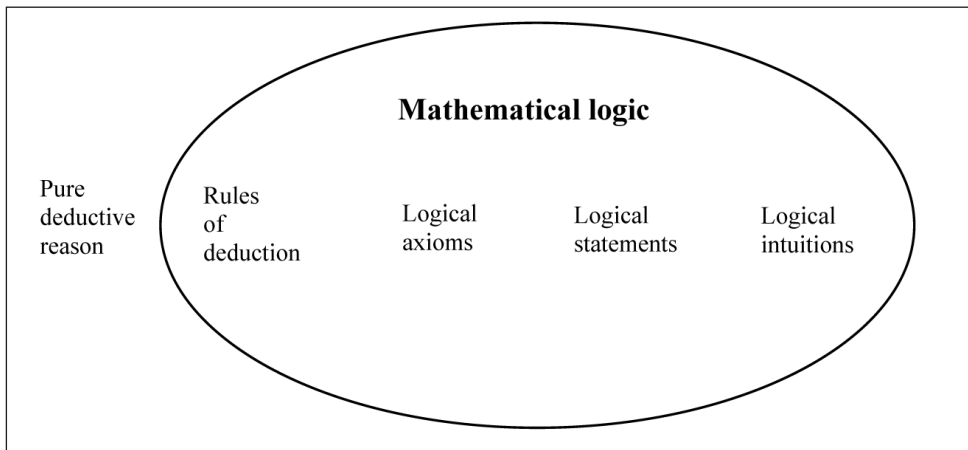 Mathematical logic
Pure
deductive
reason
Rules
of
deduction
Logical
axioms
Logical
statements
Logical
intuitions